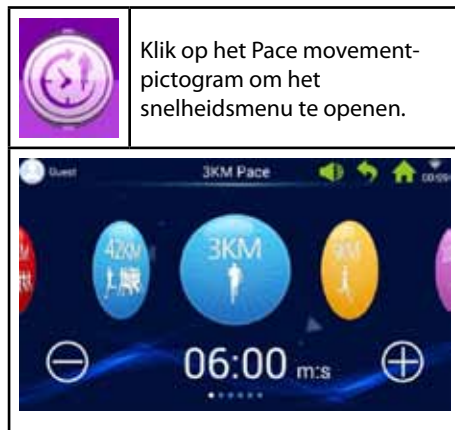 Klik op het Pace movement-
pictogram om het
snelheidsmenu te openen.
Guest
3KM Pace
42KM
3KM
06:00 m:s